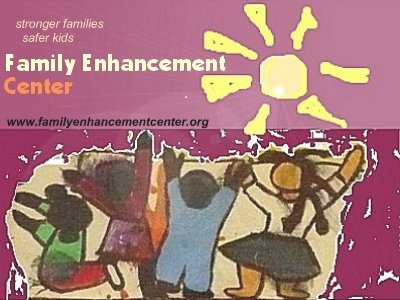 stronger families
safer kids
Family Enhancement
Center
www.familyenhancementcenter.org